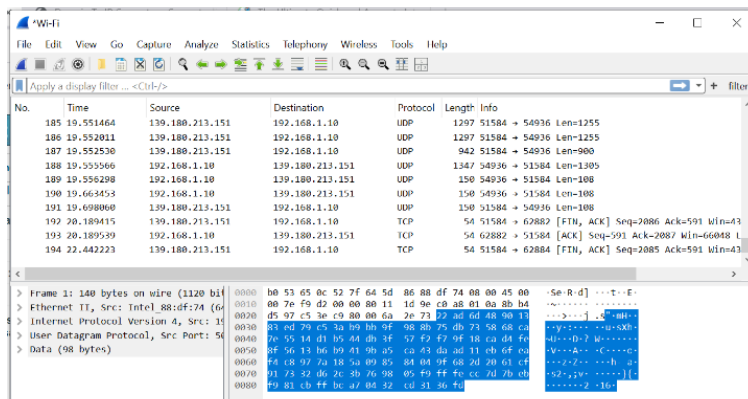 *Wi-Fi
File Edit View Go Capture Analyze Statistics Telephony Wireless Tools Help
Apply a display filter ... <Ctrl-/> + filter
No. Time Source Destination Protocol Length Info
185 19.551464 139.180.213.151 192.168.1.10 UDP 1297 51584 → 54936 Len=1255
186 19.552011 139.180.213.151 192.168.1.10 UDP 1297 51584 → 54936 Len=1255
187 19.552530 139.180.213.151 192.168.1.10 UDP 942 51584 → 54936 Len=900
188 19.555566 192.168.1.10 139.180.213.151 UDP 1347 54936 → 51584 Len=1305
189 19.556298 192.168.1.10 139.180.213.151 UDP 150 54936 → 51584 Len=108
190 19.663453 192.168.1.10 139.180.213.151 UDP 150 54936 → 51584 Len=108
191 19.698060 192.168.1.10 139.180.213.151 UDP 150 54936 → 51584 Len=108
192 20.189415 139.180.213.151 192.168.1.10 TCP 54 51584 → 62882 [FIN, ACK] Seq=2086 Ack=591 Win=43
193 20.189539 192.168.1.10 139.180.213.151 TCP 54 62882 → 51584 [ACK] Seq=591 Ack=2087 Win=66048 L
194 22.442223 139.180.213.151 192.168.1.10 TCP 54 51584 → 62884 [FIN, ACK] Seq=2085 Ack=591 Win=43
> Frame 1: 140 bytes on wire (1120 bit
> Ethernet II, Src: Intel_88:df:74 (64
> Internet Protocol Version 4, Src: 19
> User Datagram Protocol, Src Port: 50
> Data (98 bytes)
0000 b0 53 65 0c 52 7f 64 5d 86 88 df 74 08 00 45 00
0010 00 7e f9 d2 00 00 80 11 1d 9e c0 a8 01 0a 8b b4
0020 d5 97 c5 3e c9 80 00 6a 2e 73 22 ad 6d 48 90 13
0030 83 ed 79 c5 3a b9 bb 9f 98 8b 75 db 73 58 68 ca
0040 7e 55 14 d1 b5 44 db 3f 57 f2 f7 9f 18 ca d4 fe
0050 8f 56 13 b6 b9 41 9b a5 ca 43 da ad 11 eb 6f ea
0060 f4 c8 97 7a 18 5a 09 85 84 04 9f 68 2d 20 61 cf
0070 91 73 32 d6 2c 3b 76 98 05 f9 ff fe cc 7d 7b eb
0080 f9 81 cb ff bc a7 04 32 cd 31 36 fd